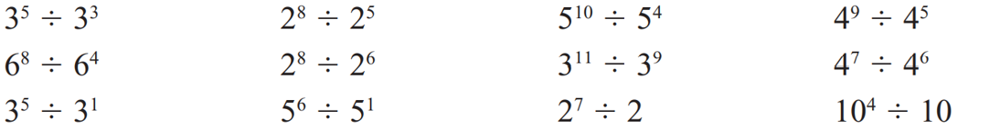 3⁵ ÷ 3³ 2⁸ ÷ 2⁵ 5¹⁰ ÷ 5⁴ 4⁹ ÷ 4⁵
6⁸ ÷ 6⁴ 2⁸ ÷ 2⁶ 3¹¹ ÷ 3⁹ 4⁷ ÷ 4⁶
3⁵ ÷ 3¹ 5⁶ ÷ 5¹ 2⁷ ÷ 2 10⁴ ÷ 10